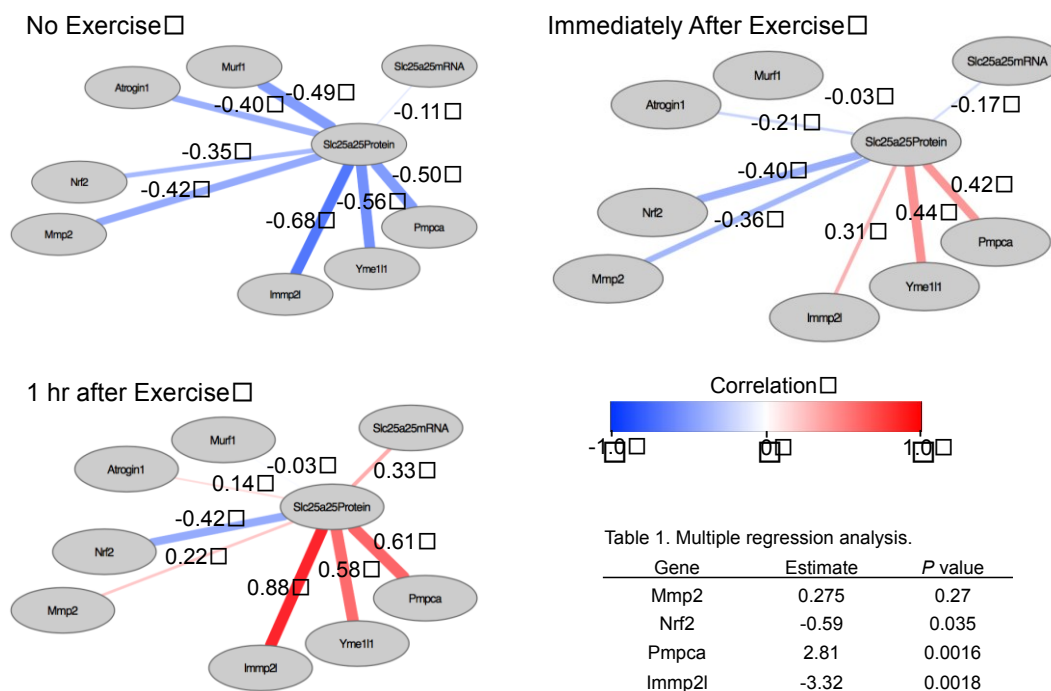 No Exercise□
Murf1
Slc25a25mRNA
Atrogin1
-0.49□
-0.40□
-0.11□
Slc25a25Protein
-0.35□
Nrf2
-0.42□
-0.50□
-0.56□
-0.68□
Mmp2
Pmpca
Yme1l1
Immp2l
Immediately After Exercise□
Slc25a25mRNA
Murf1
Atrogin1
-0.03□
-0.17□
-0.21□
Slc25a25Protein
-0.40□
0.42□
Nrf2
-0.36□
0.44□
0.31□
Pmpca
Mmp2
Yme1l1
Immp2l
1 hr after Exercise□
Slc25a25mRNA
Murf1
Atrogin1
-0.03□
0.33□
0.14□
Slc25a25Protein
-0.42□
Nrf2
0.22□
0.61□
0.58□
0.88□
Pmpca
Mmp2
Yme1l1
Immp2l
Correlation□
-1.0□ 0□ 1.0□
Table 1. Multiple regression analysis.
Gene Estimate P value
Mmp2 0.275 0.27
Nrf2 -0.59 0.035
Pmpca 2.81 0.0016
Immp2l -3.32 0.0018